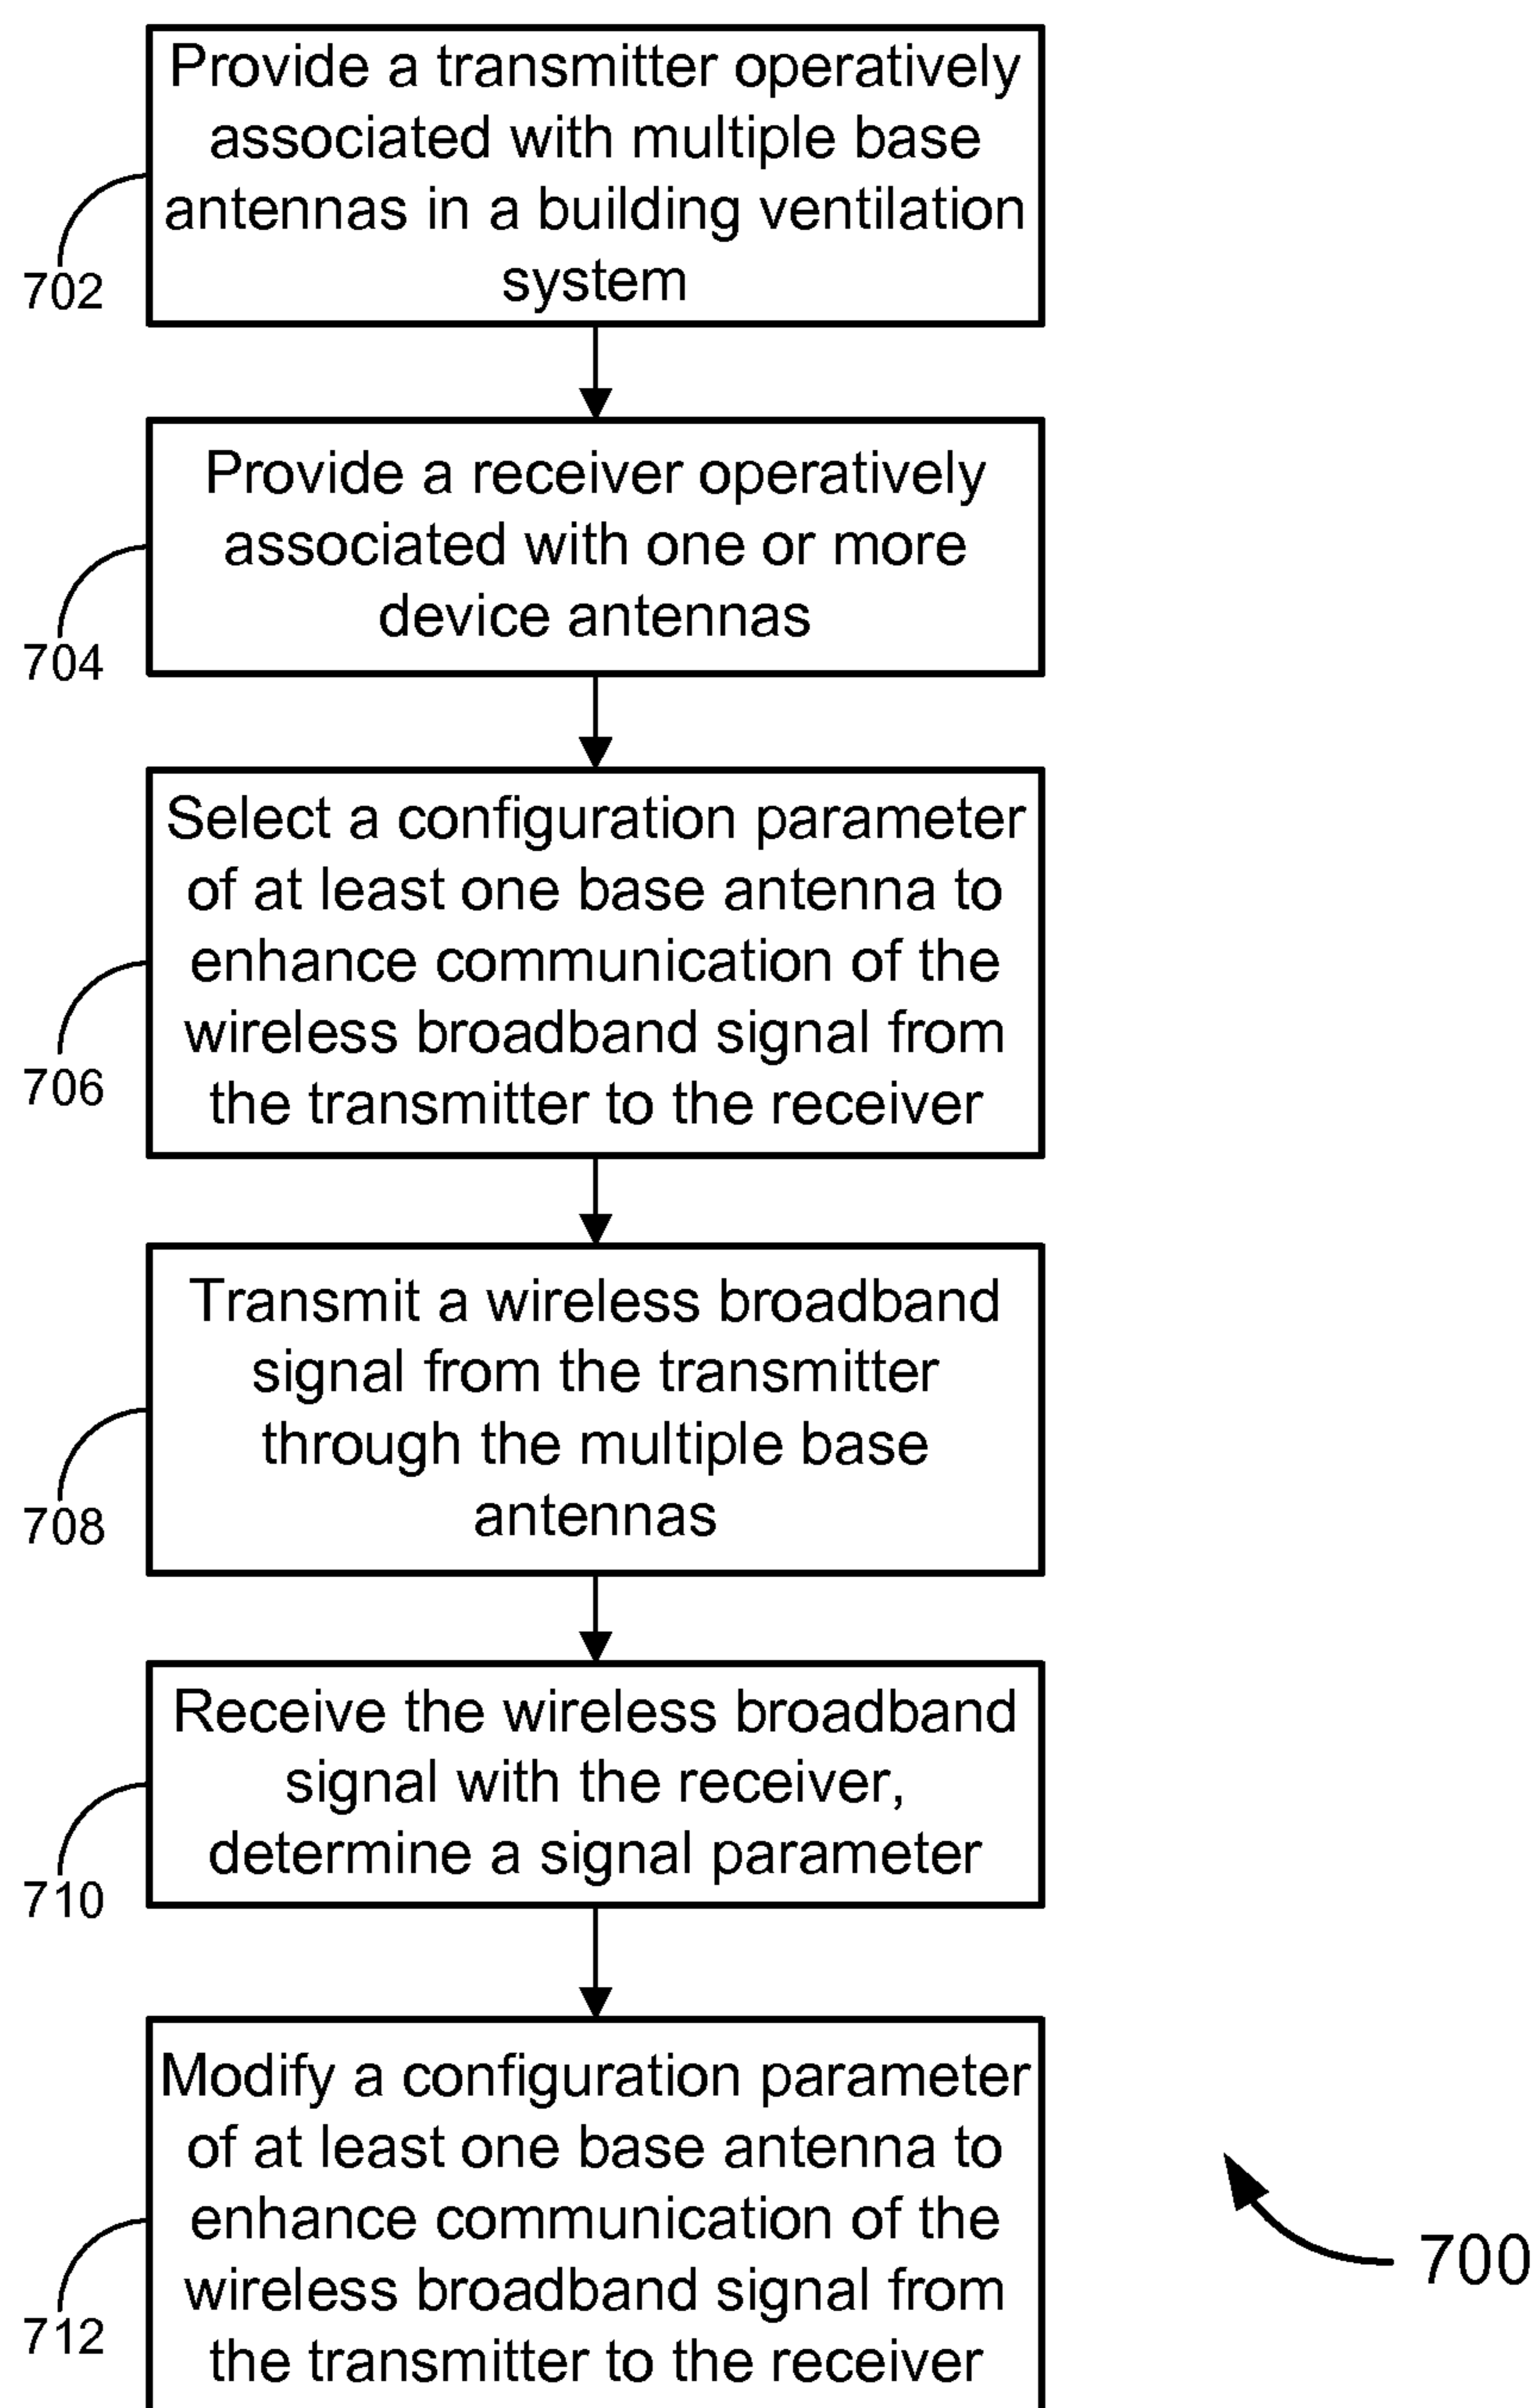 Provide a transmitter operatively
associated with multiple base
antennas in a building ventilation
system
702
Provide a receiver operatively
associated with one or more
device antennas
704
Select a configuration parameter
of at least one base antenna to
enhance communication of the
wireless broadband signal from
the transmitter to the receiver
706
Transmit a wireless broadband
signal from the transmitter
through the multiple base
antennas
708
Receive the wireless broadband
signal with the receiver,
determine a signal parameter
710
Modify a configuration parameter
of at least one base antenna to
enhance communication of the
wireless broadband signal from
the transmitter to the receiver
712
700